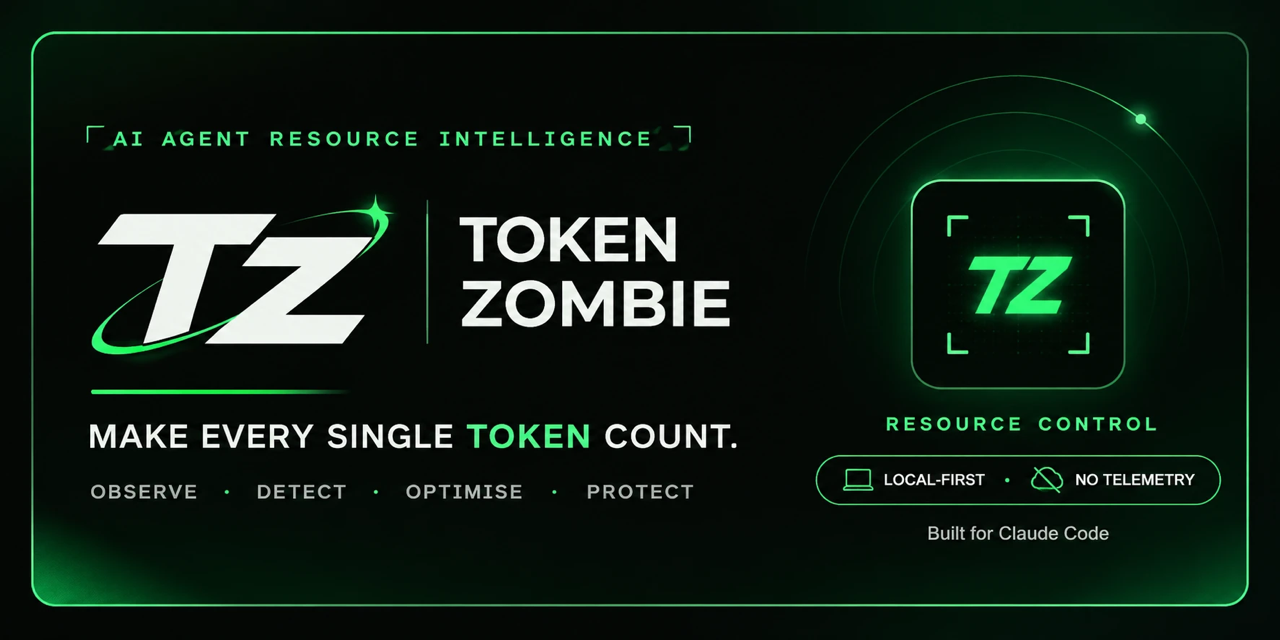 AI AGENT RESOURCE INTELLIGENCE
TZ
TOKEN
ZOMBIE
MAKE EVERY SINGLE TOKEN COUNT.
OBSERVE • DETECT • OPTIMISE • PROTECT
TZ
RESOURCE CONTROL
LOCAL-FIRST • NO TELEMETRY
Built for Claude Code